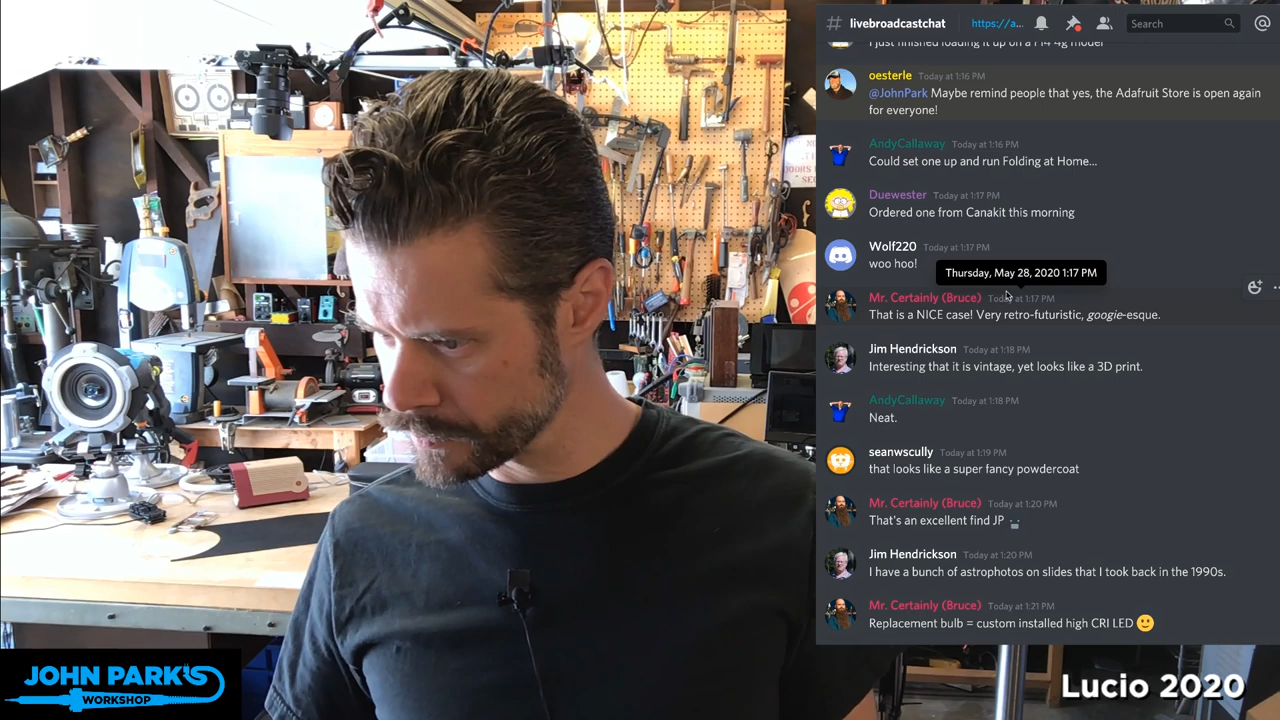 # livebroadcastchat
https://a...
Search
I just finished loading it up on a Pi4 4g model
oesterle Today at 1:16 PM
@JohnPark Maybe remind people that yes, the Adafruit Store is open again
for everyone!
AndyCallaway Today at 1:16 PM
Could set one up and run Folding at Home...
Duewester Today at 1:17 PM
Ordered one from Canakit this morning
Wolf220 Today at 1:17 PM
woo hoo!
Thursday, May 28, 2020 1:17 PM
Mr. Certainly (Bruce) Today at 1:17 PM
That is a NICE case! Very retro-futuristic, googie-esque.
Jim Hendrickson Today at 1:18 PM
Interesting that it is vintage, yet looks like a 3D print.
AndyCallaway Today at 1:18 PM
Neat.
seanwscully Today at 1:19 PM
that looks like a super fancy powdercoat
Mr. Certainly (Bruce) Today at 1:20 PM
That's an excellent find JP
Jim Hendrickson Today at 1:20 PM
I have a bunch of astrophotos on slides that I took back in the 1990s.
Mr. Certainly (Bruce) Today at 1:21 PM
Replacement bulb = custom installed high CRI LED 🙂
JOHN PARK'S
WORKSHOP
Lucio 2020